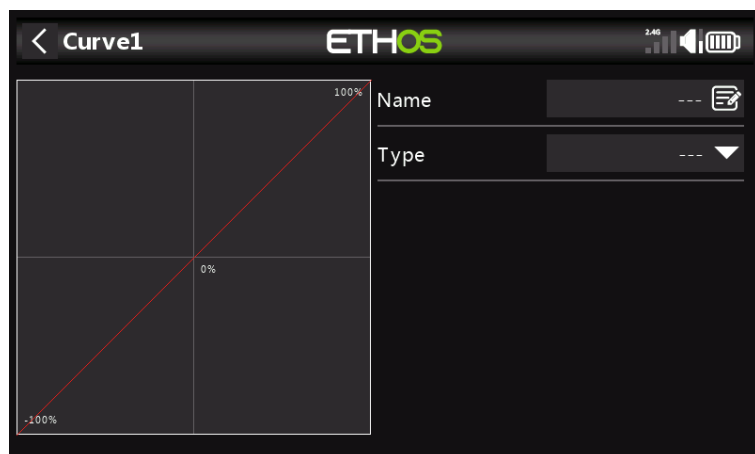 Curve1
ETHOS
2.4G
100%
Name ---
Type ---
0%
-100%